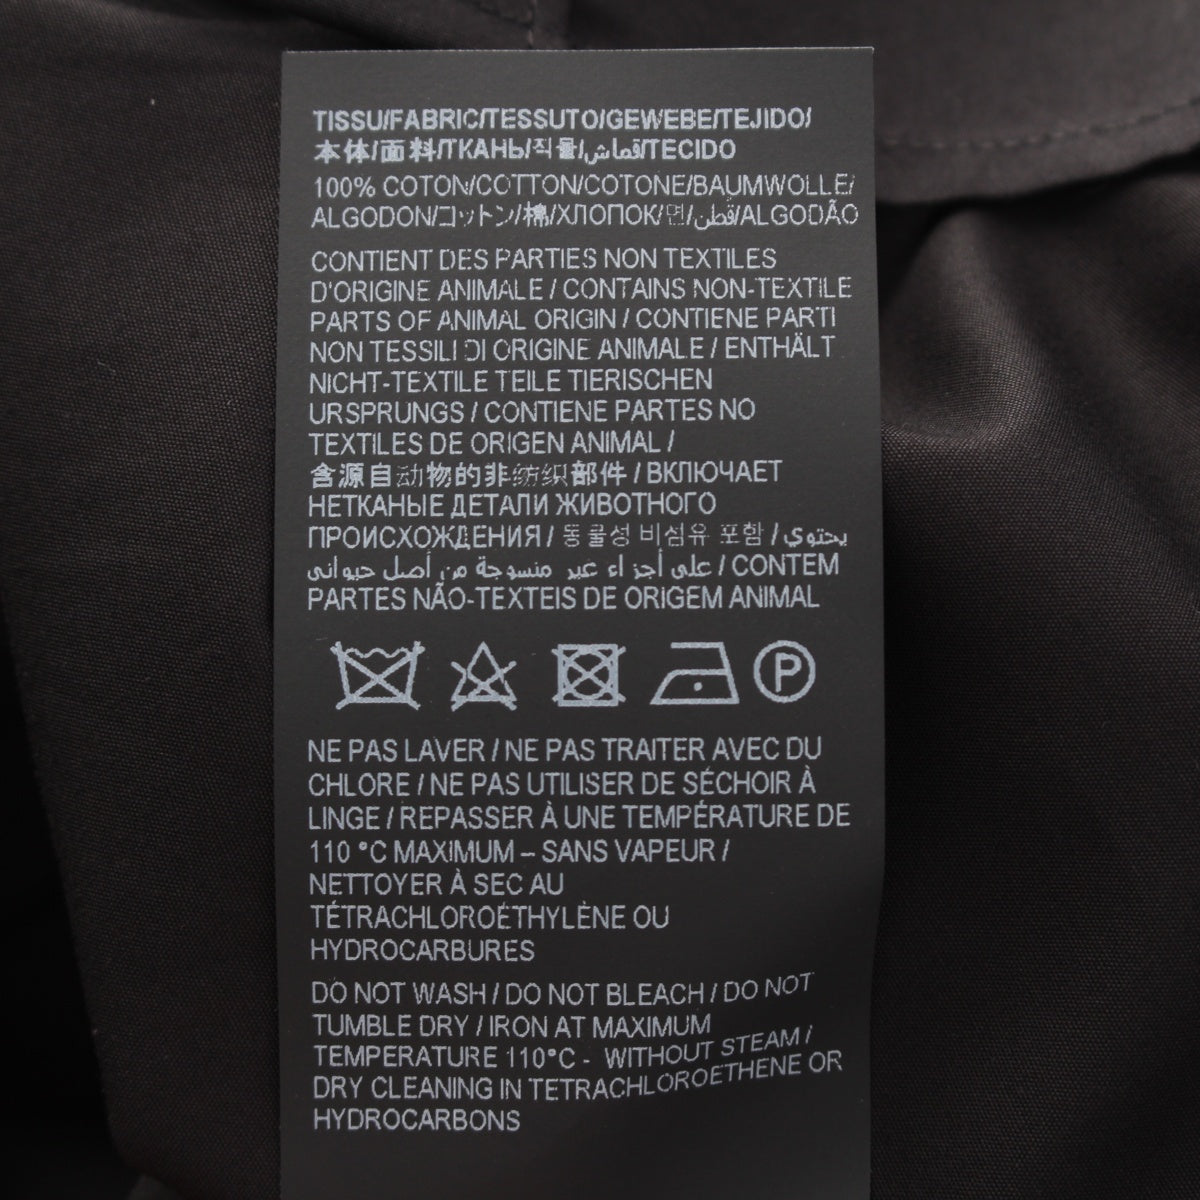 TISSU/FABRIC/TESSUTO/GEWEBE/TEJIDO/
本体/面料/ТКАНЬ/직물/قماش/TECIDO
100% COTON/COTTON/COTONE/BAUMWOLLE/
ALGODON/コットン/棉/ХЛОПОК/면/قطن/ALGODÃO
CONTIENT DES PARTIES NON TEXTILES
D'ORIGINE ANIMALE / CONTAINS NON-TEXTILE
PARTS OF ANIMAL ORIGIN / CONTIENE PARTI
NON TESSILI DI ORIGINE ANIMALE / ENTHÄLT
NICHT-TEXTILE TEILE TIERISCHEN
URSPRUNGS / CONTIENE PARTES NO
TEXTILES DE ORIGEN ANIMAL /
含源自动物的非纺织部件 / ВКЛЮЧАЕТ
НЕТКАНЫЕ ДЕТАЛИ ЖИВОТНОГО
ПРОИСХОЖДЕНИЯ / 동물성 비섬유 포함 / يحتوي
على أجزاء غير منسوجة من أصل حيواني / CONTEM
PARTES NÃO-TEXTEIS DE ORIGEM ANIMAL
P
NE PAS LAVER / NE PAS TRAITER AVEC DU
CHLORE / NE PAS UTILISER DE SÉCHOIR À
LINGE / REPASSER À UNE TEMPÉRATURE DE
110 °C MAXIMUM – SANS VAPEUR /
NETTOYER À SEC AU
TÉTRACHLOROÉTHYLÈNE OU
HYDROCARBURES
DO NOT WASH / DO NOT BLEACH / DO NOT
TUMBLE DRY / IRON AT MAXIMUM
TEMPERATURE 110°C - WITHOUT STEAM /
DRY CLEANING IN TETRACHLOROETHENE OR
HYDROCARBONS